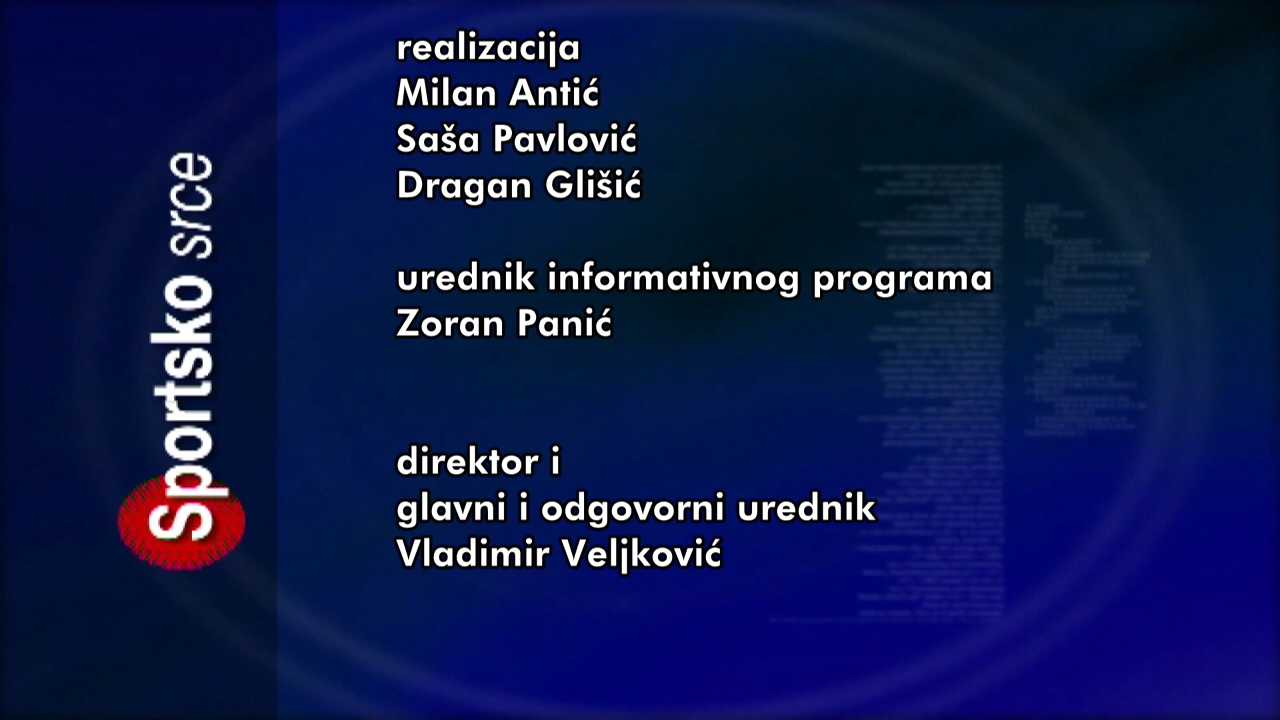 Sportsko srce
realizacija
Milan Antić
Saša Pavlović
Dragan Glišić
urednik informativnog programa
Zoran Panić
direktor i
glavni i odgovorni urednik
Vladimir Veljković